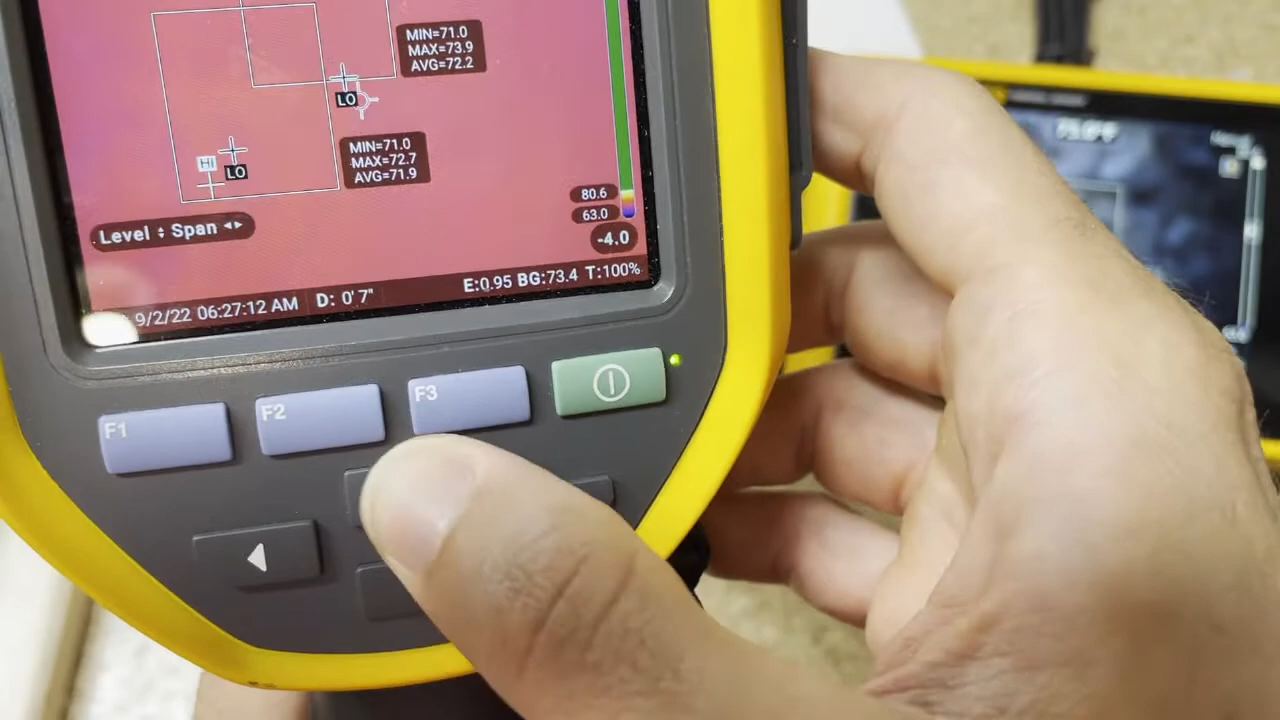 MIN=71.0
MAX=73.9
AVG=72.2
LO
MIN=71.0
MAX=72.7
AVG=71.9
HI
LO
Level Span
80.6
63.0
-4.0
9/2/22 06:27:12 AM D: 0' 7" E:0.95 BG:73.4 T:100%
F1
F2
F3